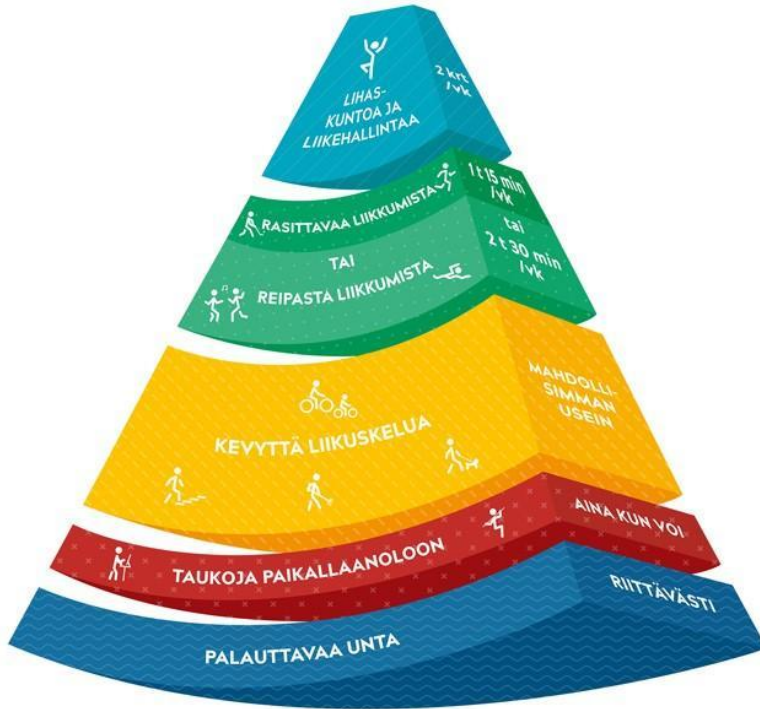 LIHAS-
KUNTOA JA
LIIKEHALLINTAA
2 krt
/vk
RASITTAVAA LIIKKUMISTA
1 t 15 min
/vk
TAI
REIPASTA LIIKKUMISTA
tai
2 t 30 min
/vk
KEVYTTÄ LIIKUSKELUA
MAHDOLLI-
SIMMAN
USEIN
TAUKOJA PAIKALLAANOLOON
AINA KUN VOI
PALAUTTAVAA UNTA
RIITTÄVÄSTI